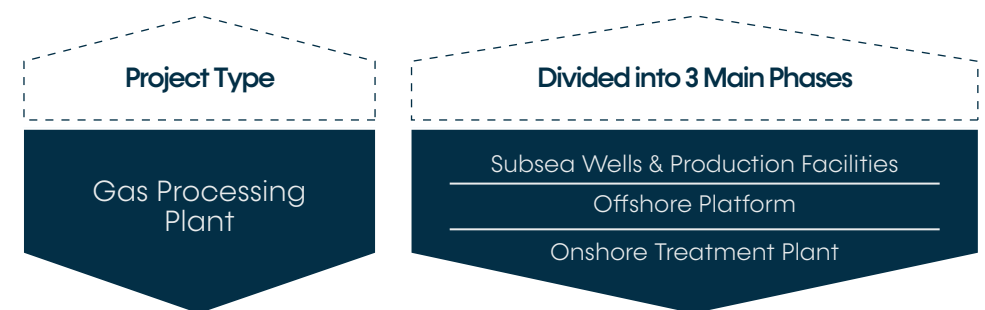 Project Type
Gas Processing
Plant
Divided into 3 Main Phases
Subsea Wells & Production Facilities
Offshore Platform
Onshore Treatment Plant